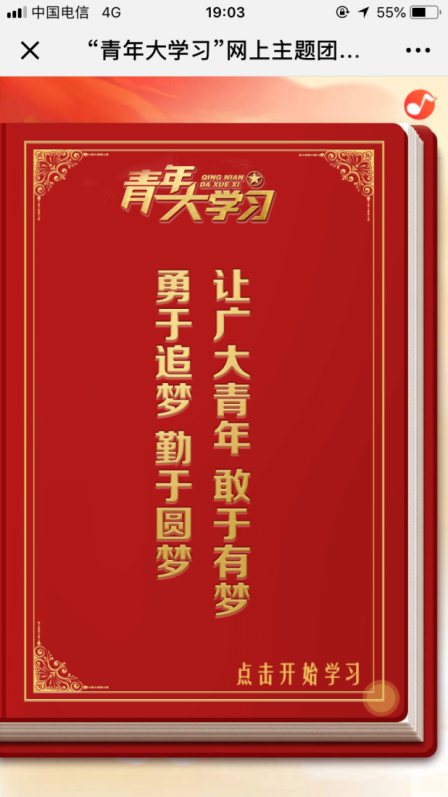 中国电信 4G 19:03 55%
“青年大学习”网上主题团...
青年大学习
QING NIAN
DA XUE XI
让广大青年 敢于有梦
勇于追梦 勤于圆梦
点击开始学习